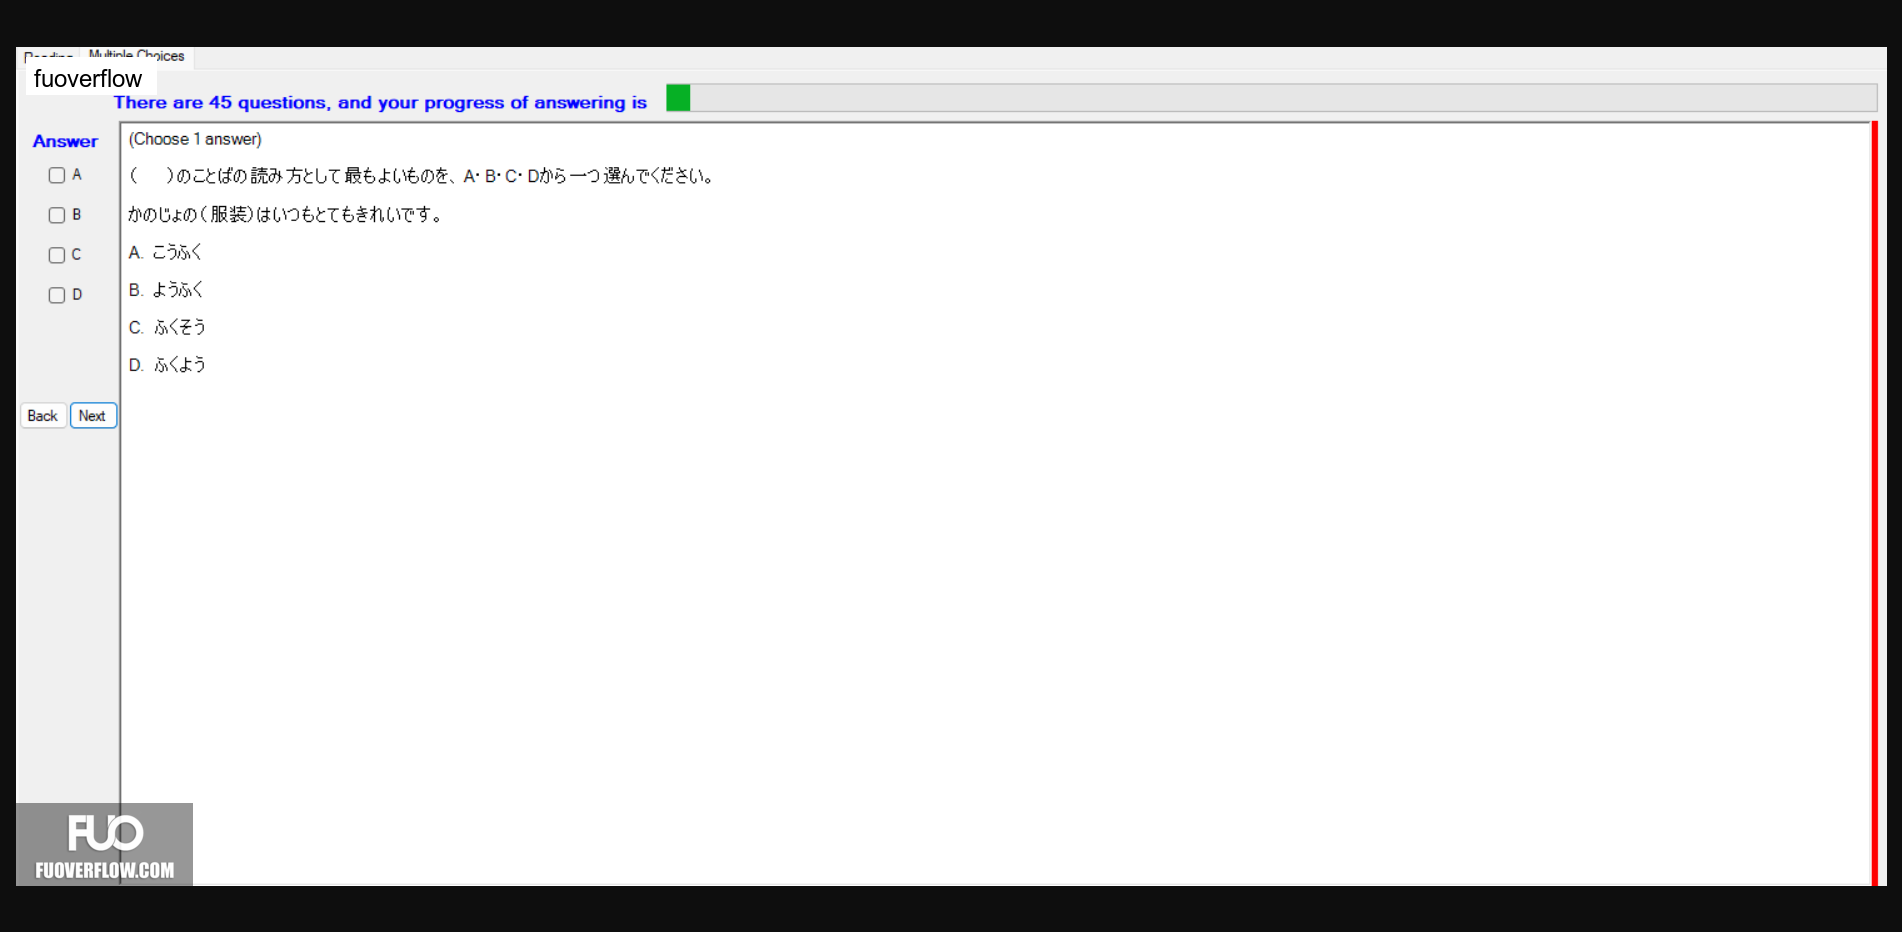 Multiple Choices
fuoverflow
There are 45 questions, and your progress of answering is
Answer
(Choose 1 answer)
A
(　)のことばの読み方として最もよいものを、A・B・C・Dから一つ選んでください。
B
かのじょの(服装)はいつもとてもきれいです。
C
A. こうふく
D
B. ようふく
C. ふくそう
D. ふくよう
Back Next
FUO
FUOVERFLOW.COM